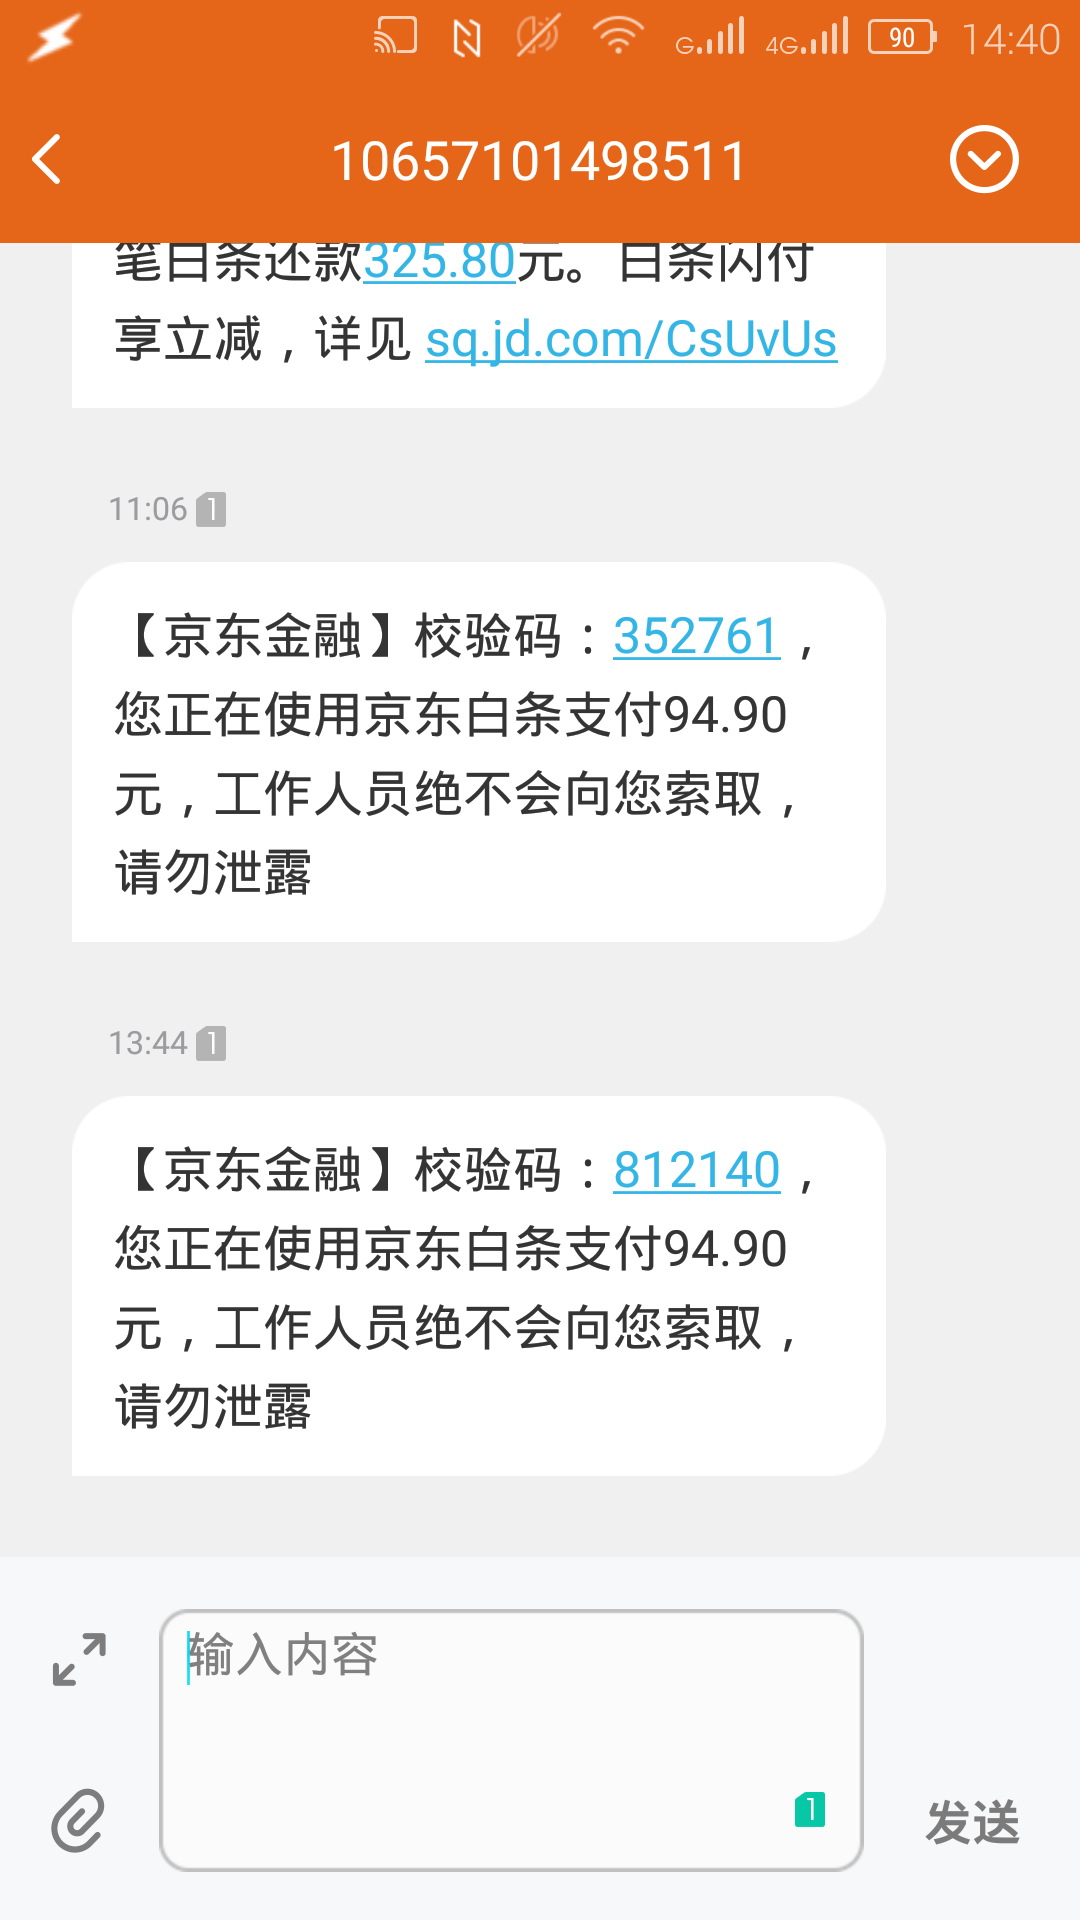 G 4G 90 14:40
10657101498511
笔白条还款325.80元。白条闪付
享立减，详见 sq.jd.com/CsUvUs
11:06 1
【京东金融】校验码：352761，
您正在使用京东白条支付94.90
元，工作人员绝不会向您索取，
请勿泄露
13:44 1
【京东金融】校验码：812140，
您正在使用京东白条支付94.90
元，工作人员绝不会向您索取，
请勿泄露
输入内容
1
发送